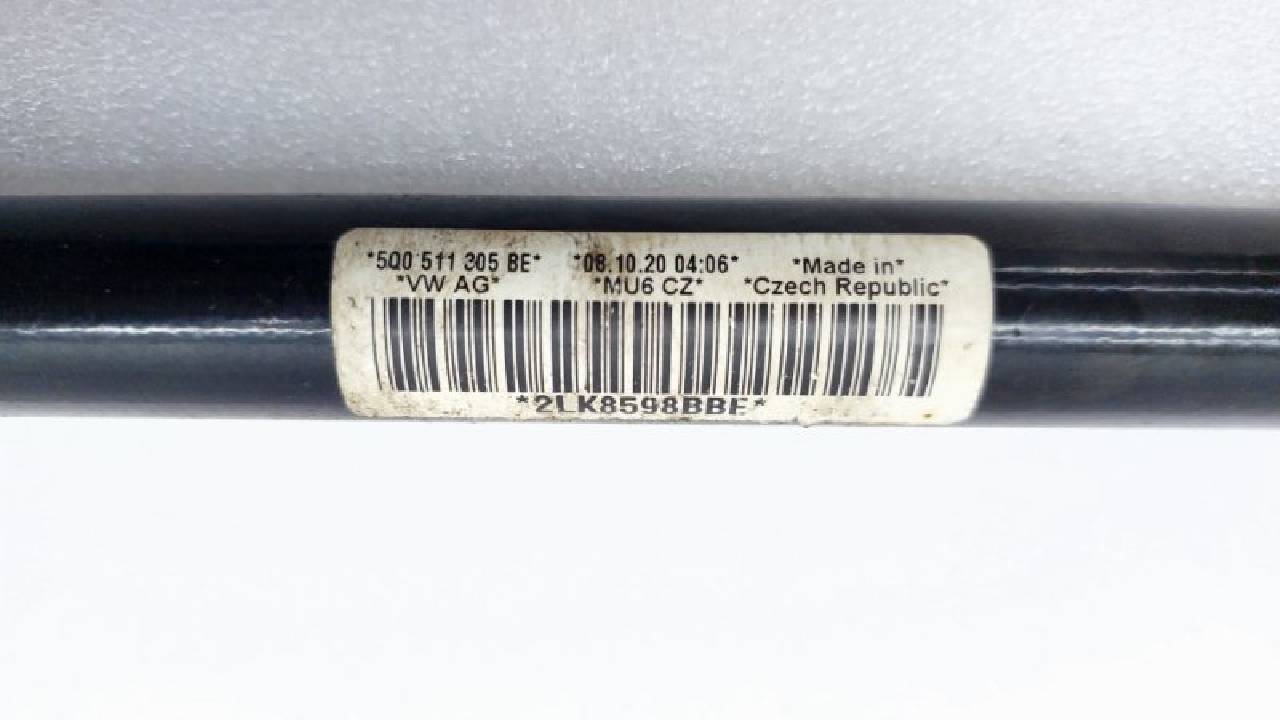 *5Q0 511 305 BE* *08.10.20 04:06* *Made in*
*VW AG* *MU6 CZ* *Czech Republic*
*2LK8598BBE*